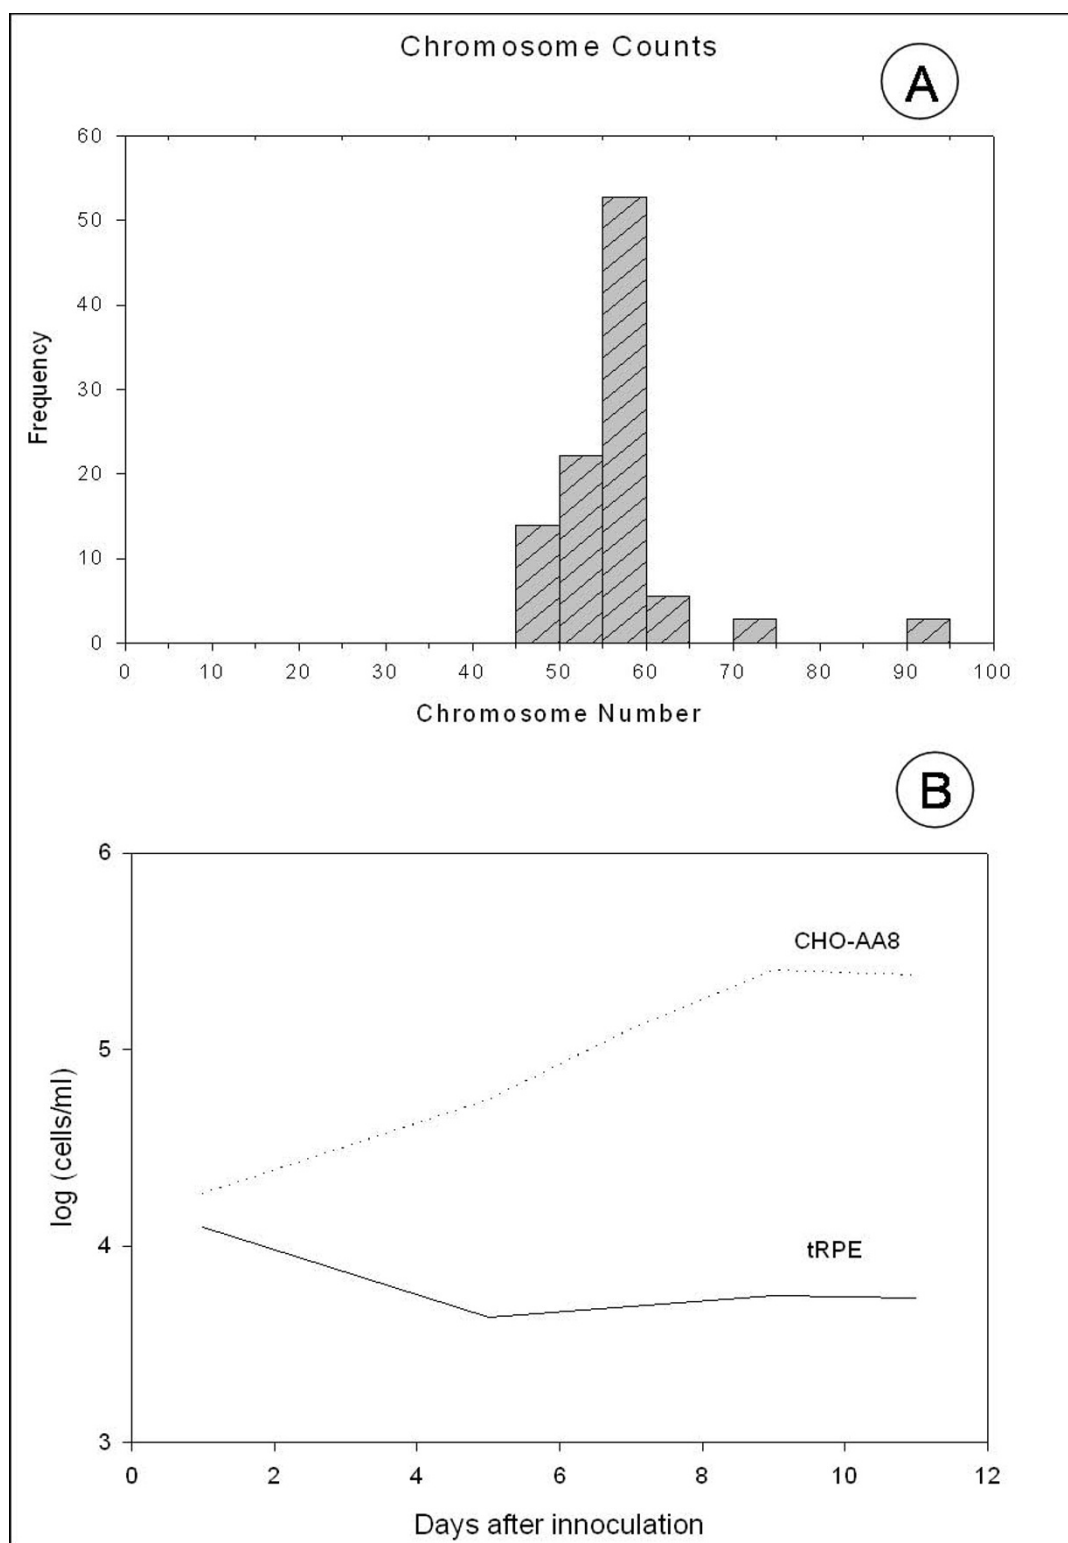 Chromosome Counts
A
60
50
40
30
20
10
0
Frequency
0 10 20 30 40 50 60 70 80 90 100
Chromosome Number
B
6
5
4
3
log (cells/ml)
CHO-AA8
tRPE
0 2 4 6 8 10 12
Days after innoculation